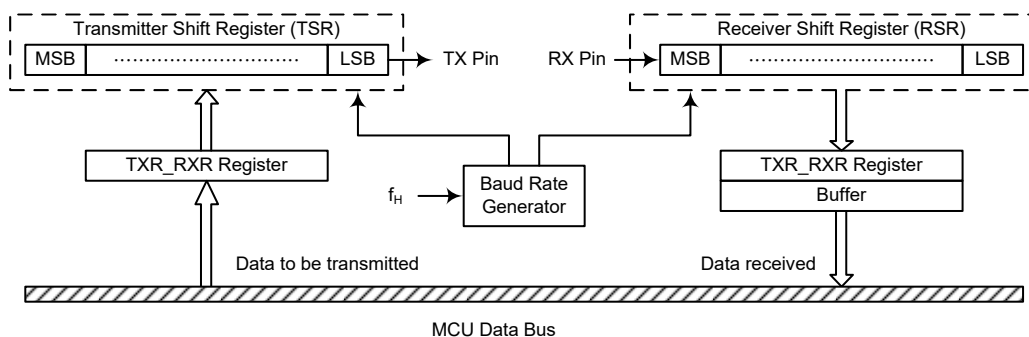 Transmitter Shift Register (TSR)
MSB ................................ LSB
TX Pin
RX Pin
Receiver Shift Register (RSR)
MSB ................................ LSB
TXR_RXR Register
TXR_RXR Register
Buffer
fH
Baud Rate
Generator
Data to be transmitted
Data received
MCU Data Bus